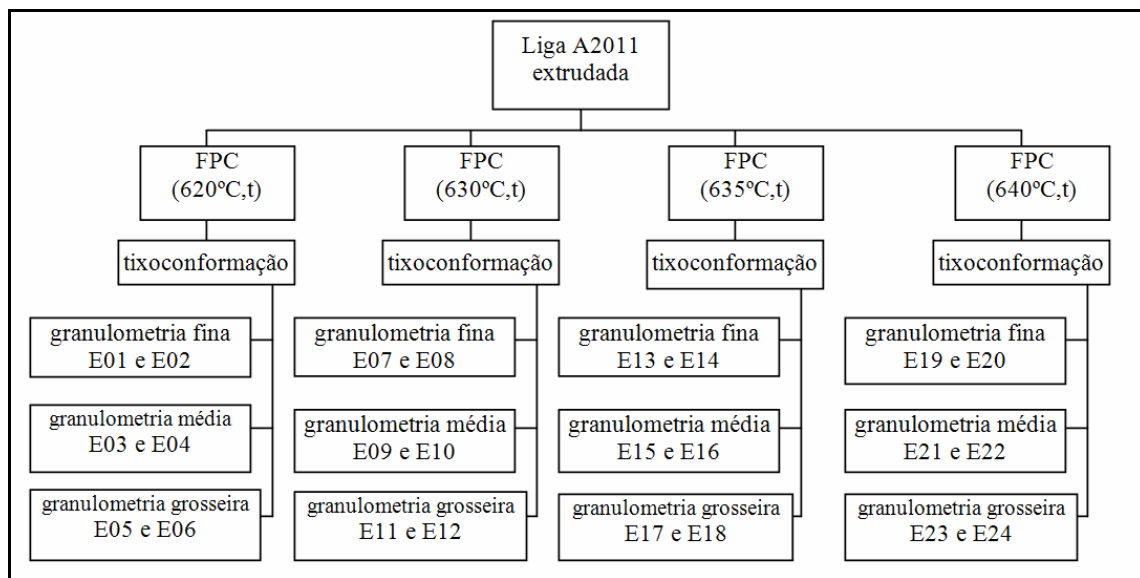 Liga A2011
extrudada
FPC
(620ºC,t)
tixoconformação
granulometria fina
E01 e E02
granulometria média
E03 e E04
granulometria grosseira
E05 e E06
FPC
(630ºC,t)
tixoconformação
granulometria fina
E07 e E08
granulometria média
E09 e E10
granulometria grosseira
E11 e E12
FPC
(635ºC,t)
tixoconformação
granulometria fina
E13 e E14
granulometria média
E15 e E16
granulometria grosseira
E17 e E18
FPC
(640ºC,t)
tixoconformação
granulometria fina
E19 e E20
granulometria média
E21 e E22
granulometria grosseira
E23 e E24